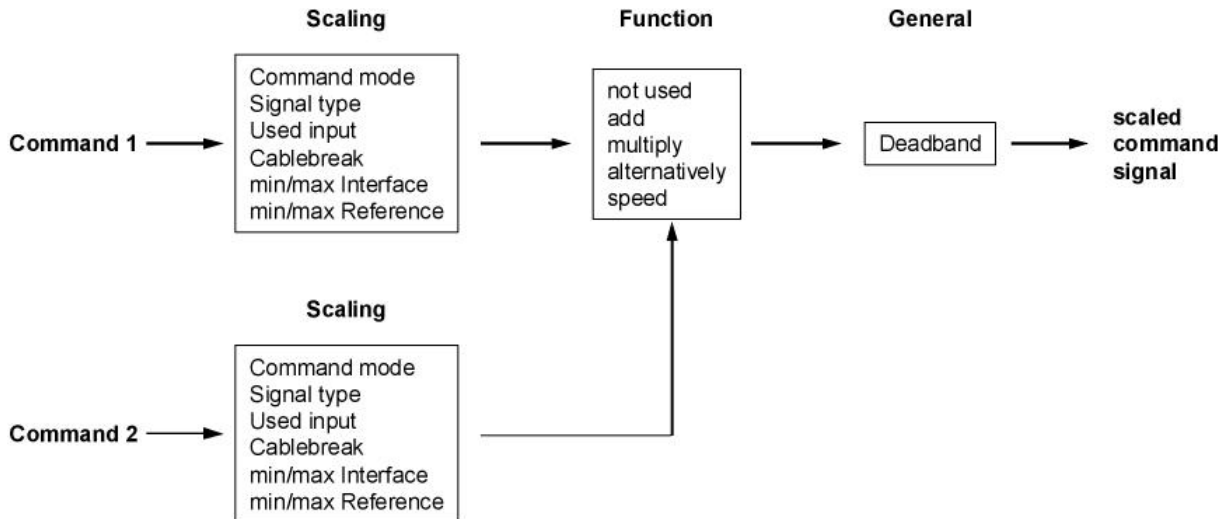 Scaling
Function
General
Command 1
Command mode
Signal type
Used input
Cablebreak
min/max Interface
min/max Reference
not used
add
multiply
alternatively
speed
Deadband
scaled
command
signal
Scaling
Command 2
Command mode
Signal type
Used input
Cablebreak
min/max Interface
min/max Reference